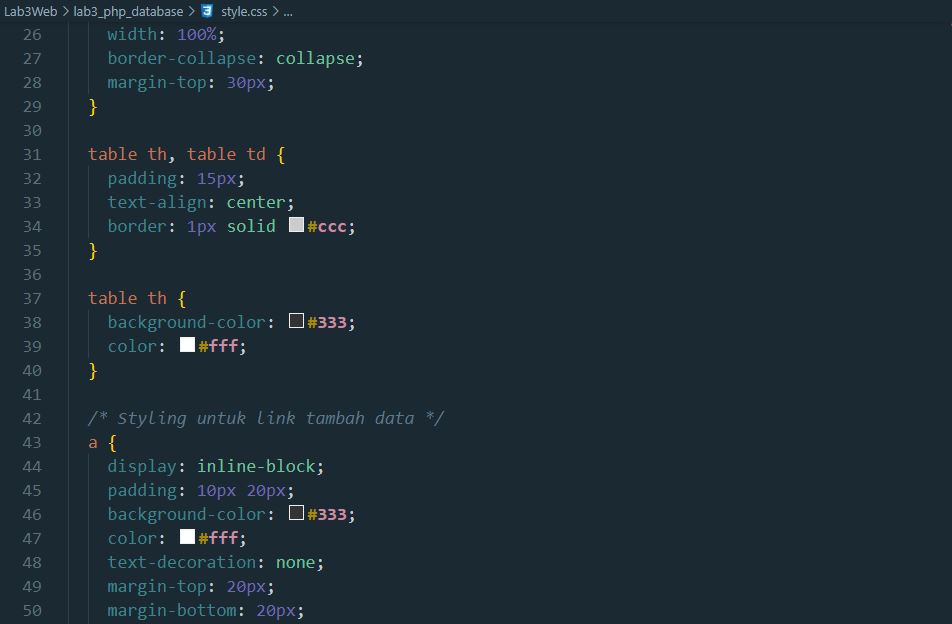 Lab3Web > lab3_php_database > style.css > ...
26 width: 100%;
27 border-collapse: collapse;
28 margin-top: 30px;
29 }
30
31 table th, table td {
32 padding: 15px;
33 text-align: center;
34 border: 1px solid #ccc;
35 }
36
37 table th {
38 background-color: #333;
39 color: #fff;
40 }
41
42 /* Styling untuk link tambah data */
43 a {
44 display: inline-block;
45 padding: 10px 20px;
46 background-color: #333;
47 color: #fff;
48 text-decoration: none;
49 margin-top: 20px;
50 margin-bottom: 20px;